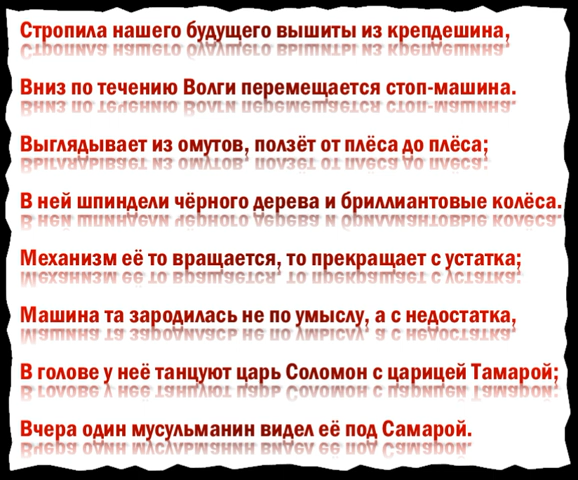 Стропила нашего будущего вышиты из крепдешина,
Вниз по течению Волги перемещается стоп-машина.
Выглядывает из омутов, ползёт от плёса до плёса;
В ней шпиндели чёрного дерева и бриллиантовые колёса.
Механизм её то вращается, то прекращает с устатка;
Машина та зародилась не по умыслу, а с недостатка,
В голове у неё танцуют царь Соломон с царицей Тамарой;
Вчера один мусульманин видел её под Самарой.